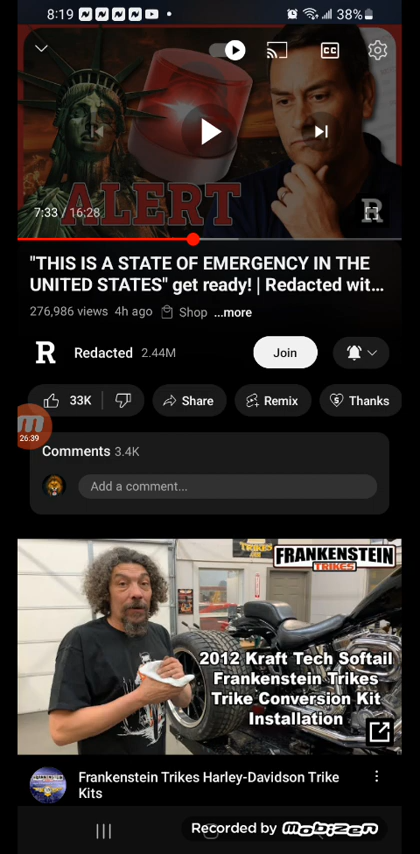 8:19
38%
CC
ALERT
R
7:33 / 16:28
"THIS IS A STATE OF EMERGENCY IN THE
UNITED STATES" get ready! | Redacted wit...
276,986 views 4h ago Shop ...more
R Redacted 2.44M Join
33K Share Remix Thanks
26:39
Comments 3.4K
Add a comment...
FRANKENSTEIN
TRIKES
2012 Kraft Tech Softail
Frankenstein Trikes
Trike Conversion Kit
Installation
Frankenstein Trikes Harley-Davidson Trike
Kits
Recorded by Mobizen